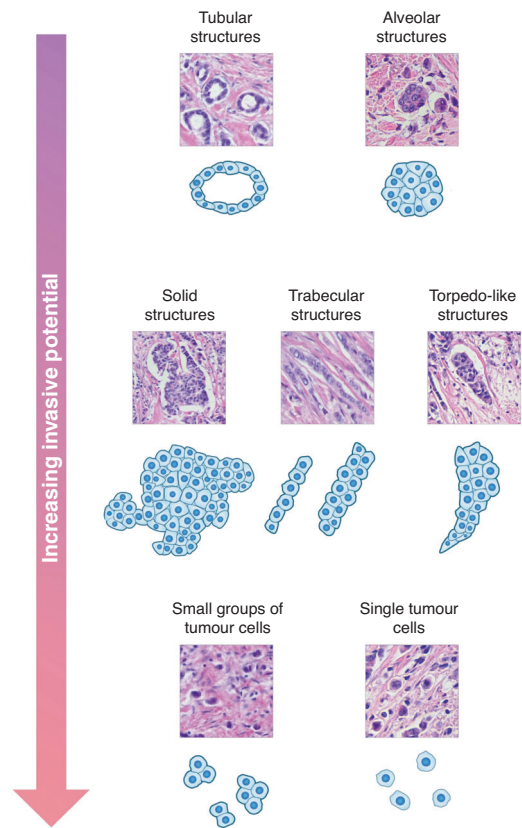 Tubular
structures
Alveolar
structures
Increasing invasive potential
Solid
structures
Trabecular
structures
Torpedo-like
structures
Small groups of
tumour cells
Single tumour
cells